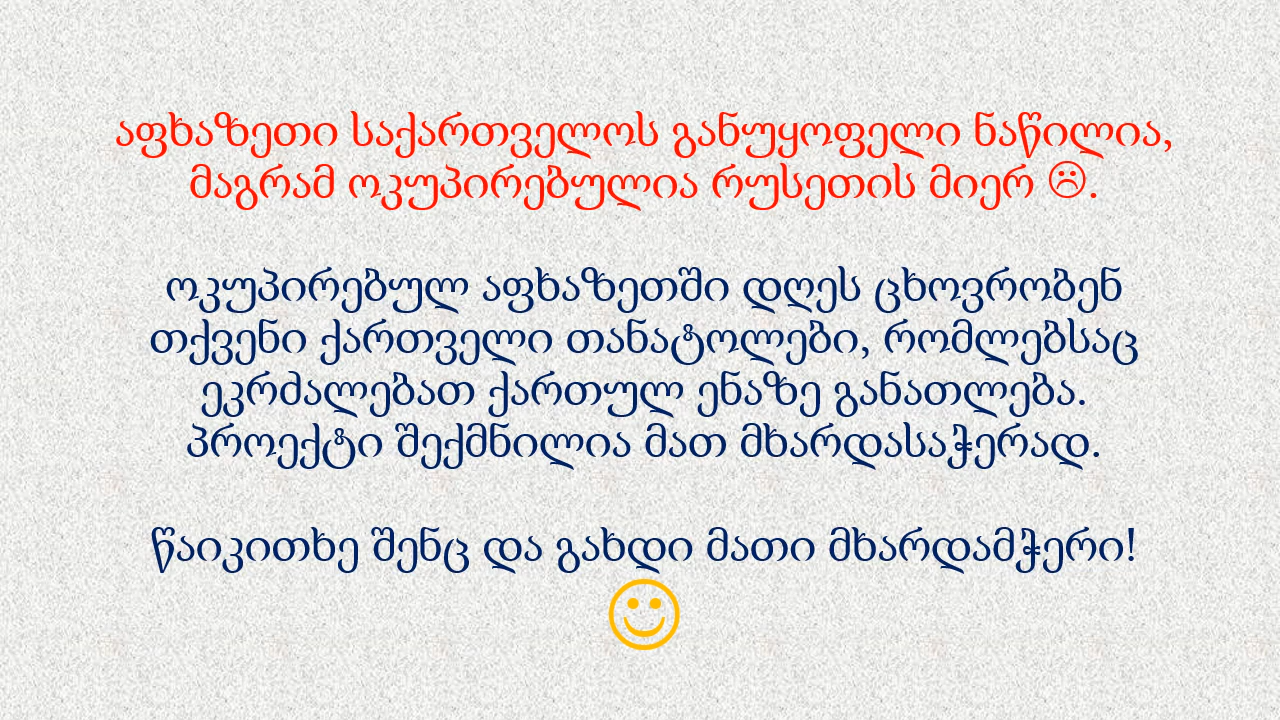 აფხაზეთი საქართველოს განუყოფელი ნაწილია,
მაგრამ ოკუპირებულია რუსეთის მიერ ☹.
ოკუპირებულ აფხაზეთში დღეს ცხოვრობენ
თქვენი ქართველი თანატოლები, რომლებსაც
ეკრძალებათ ქართულ ენაზე განათლება.
პროექტი შექმნილია მათ მხარდასაჭერად.
წაიკითხე შენც და გახდი მათი მხარდამჭერი!
☺